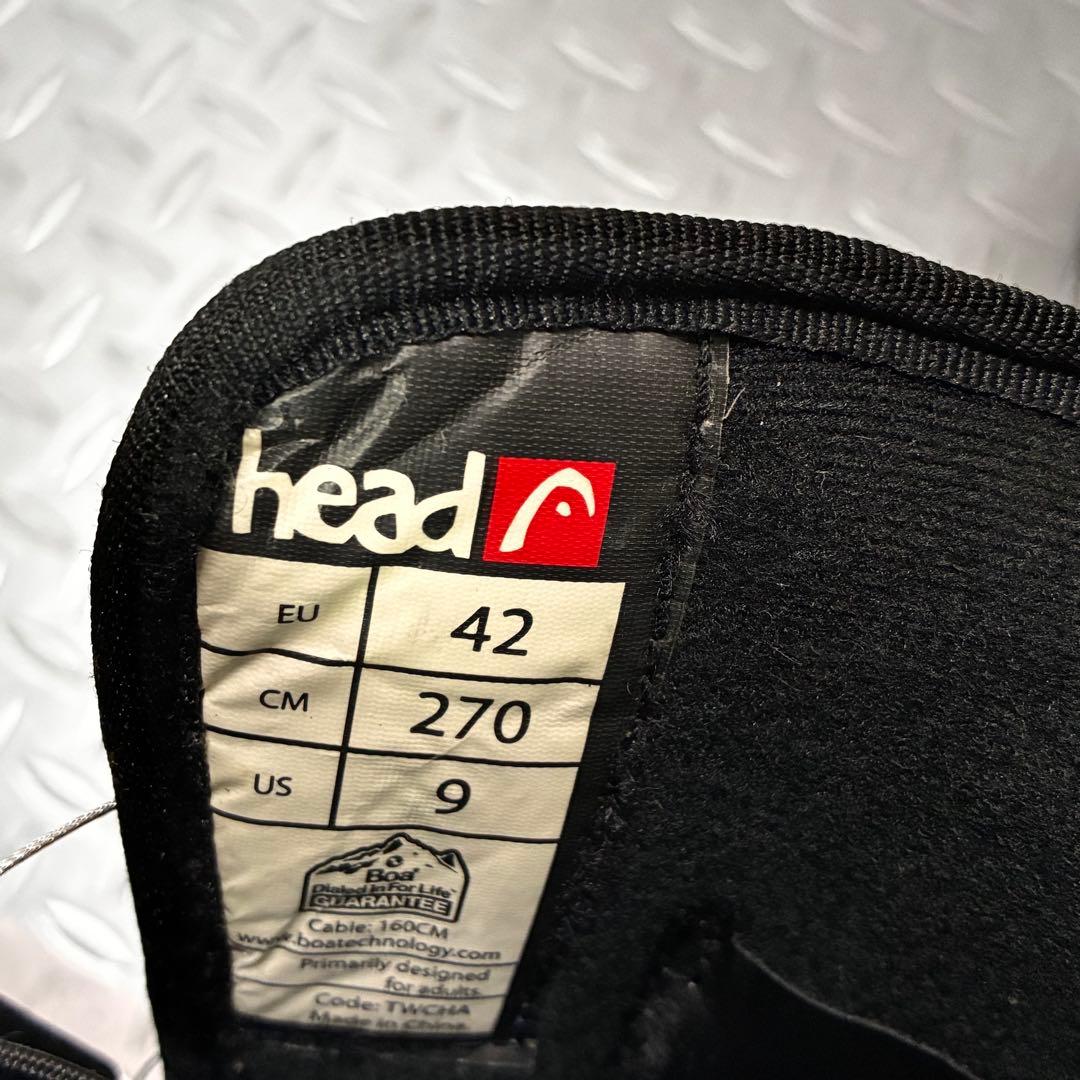 head
EU 42
CM 270
US 9
Boa®
Dialed In For Life™
GUARANTEE
Cable: 160CM
www.boatechnology.com
Primarily designed
for adults.
Code: TWCHA
Made in China.